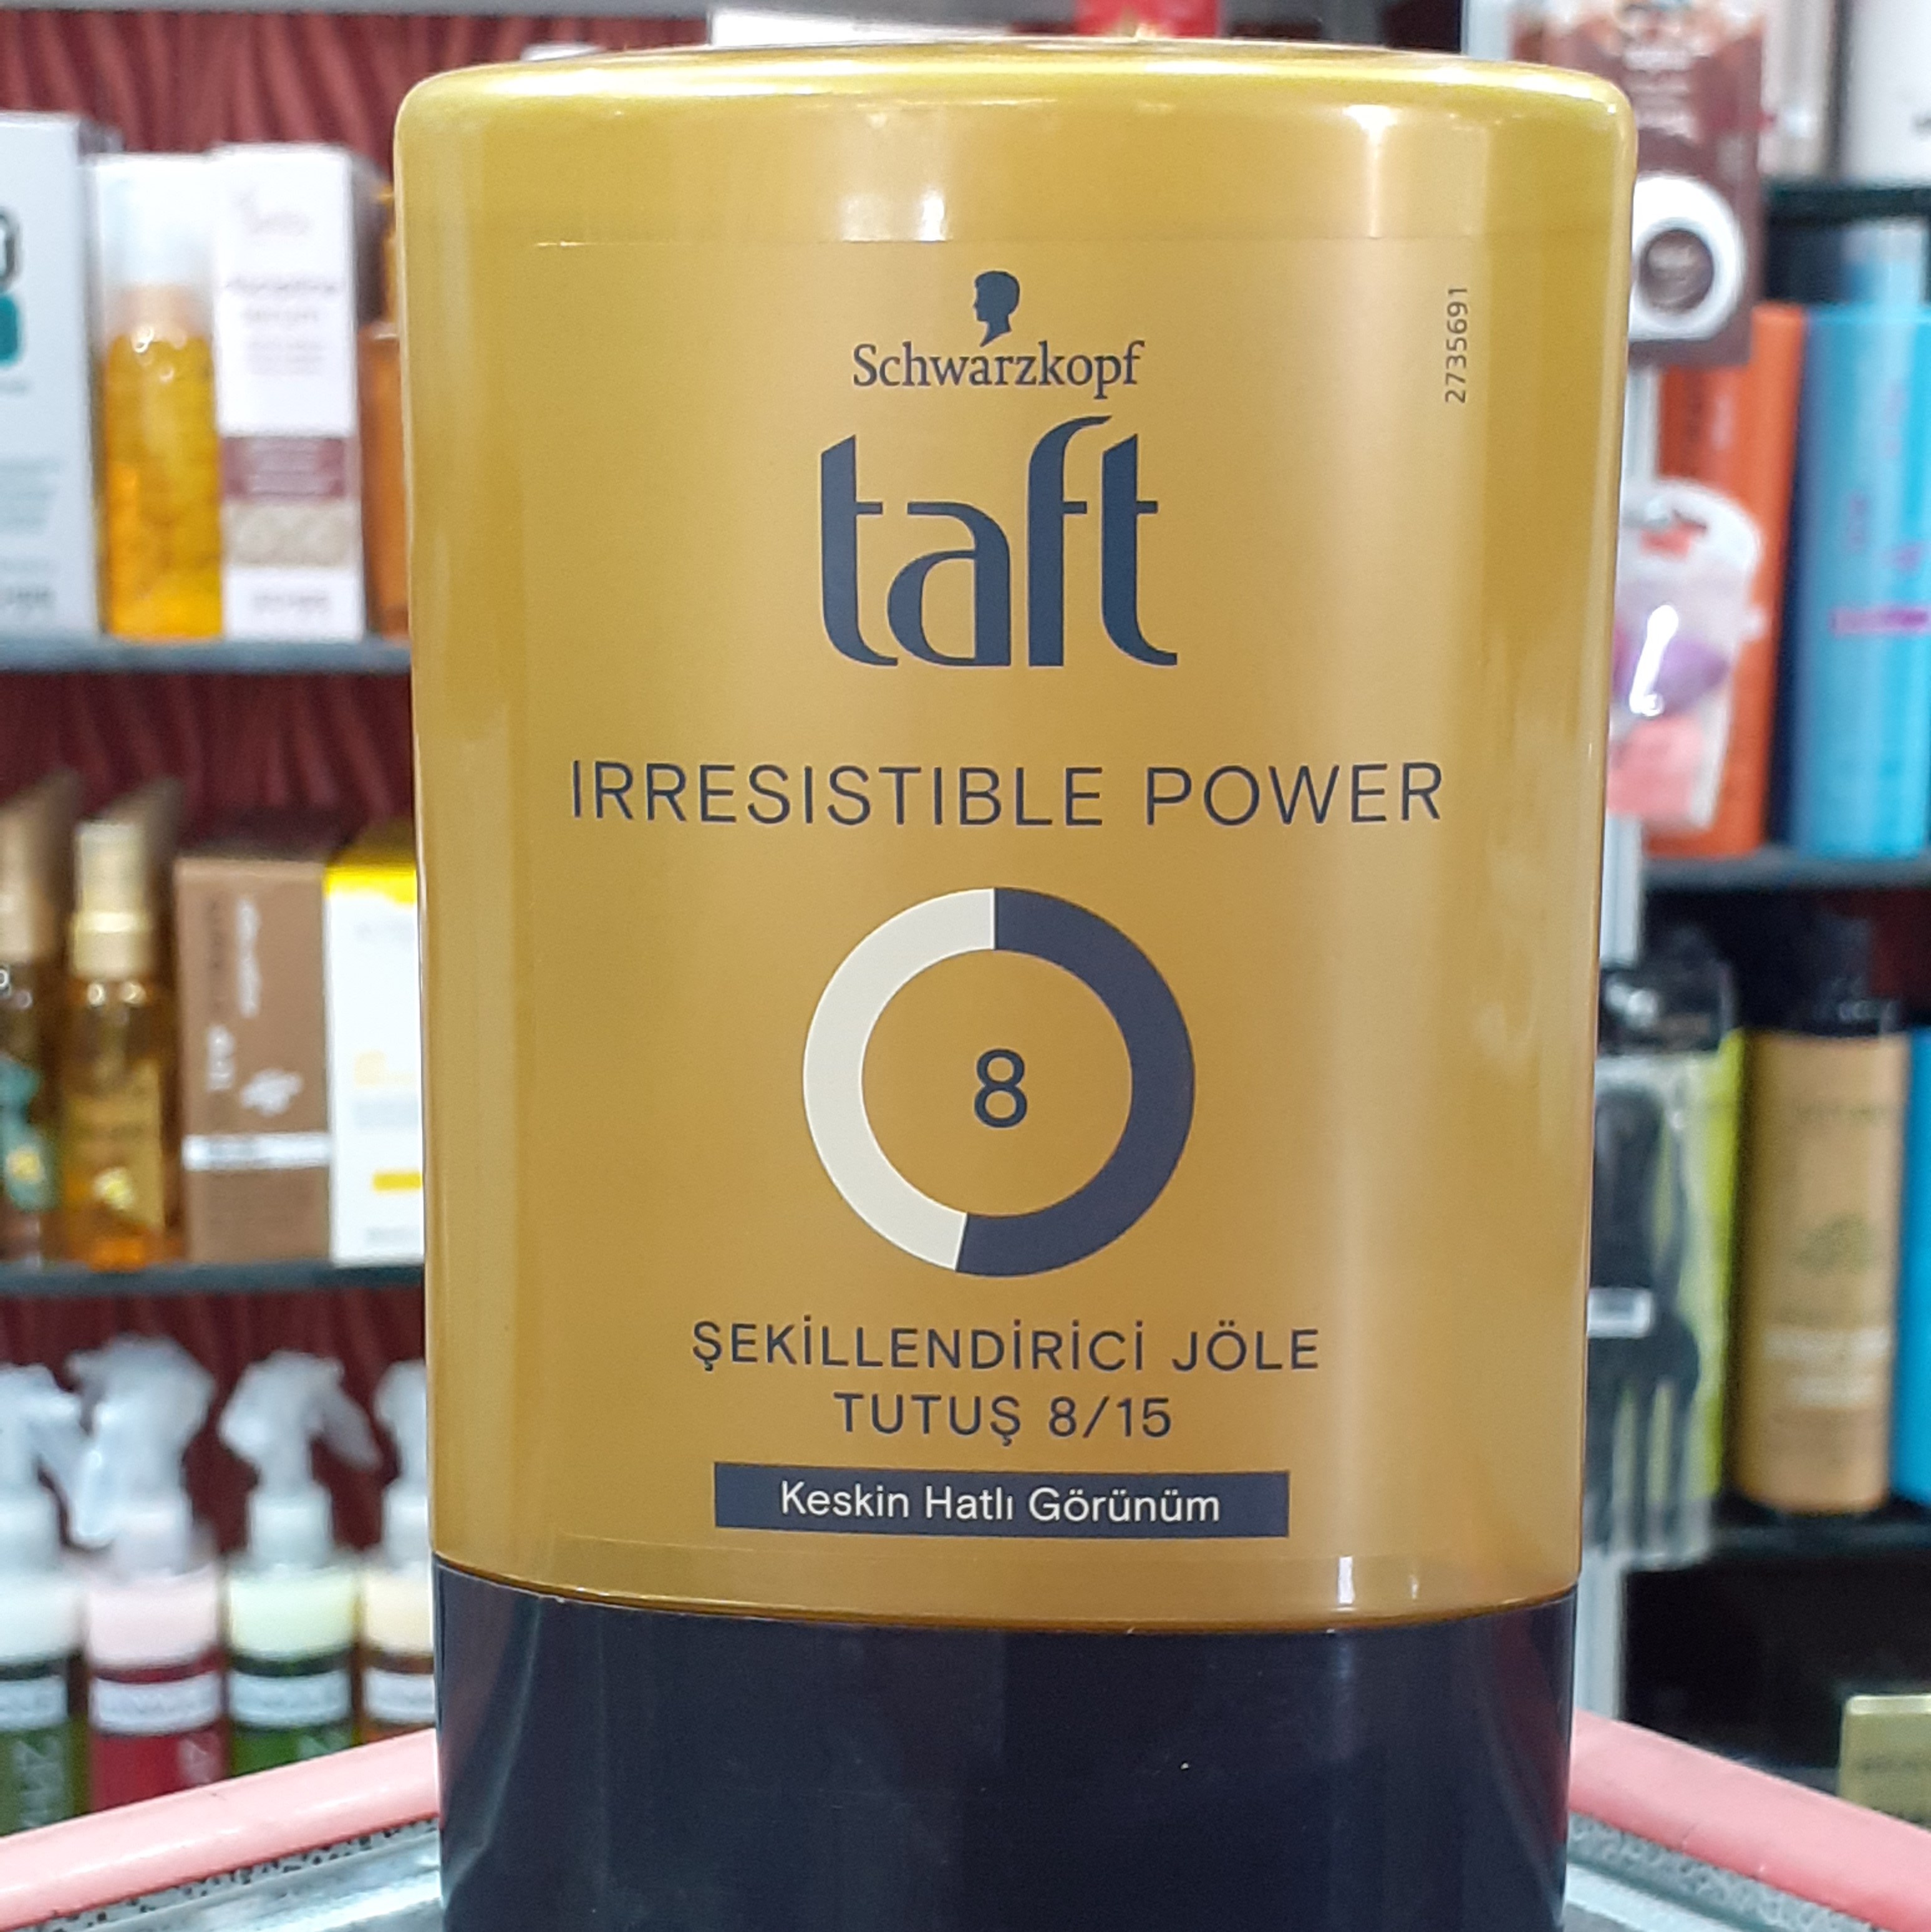 Schwarzkopf
taft
2735691
IRRESISTIBLE POWER
8
ŞEKİLLENDİRİCİ JÖLE
TUTUŞ 8/15
Keskin Hatlı Görünüm